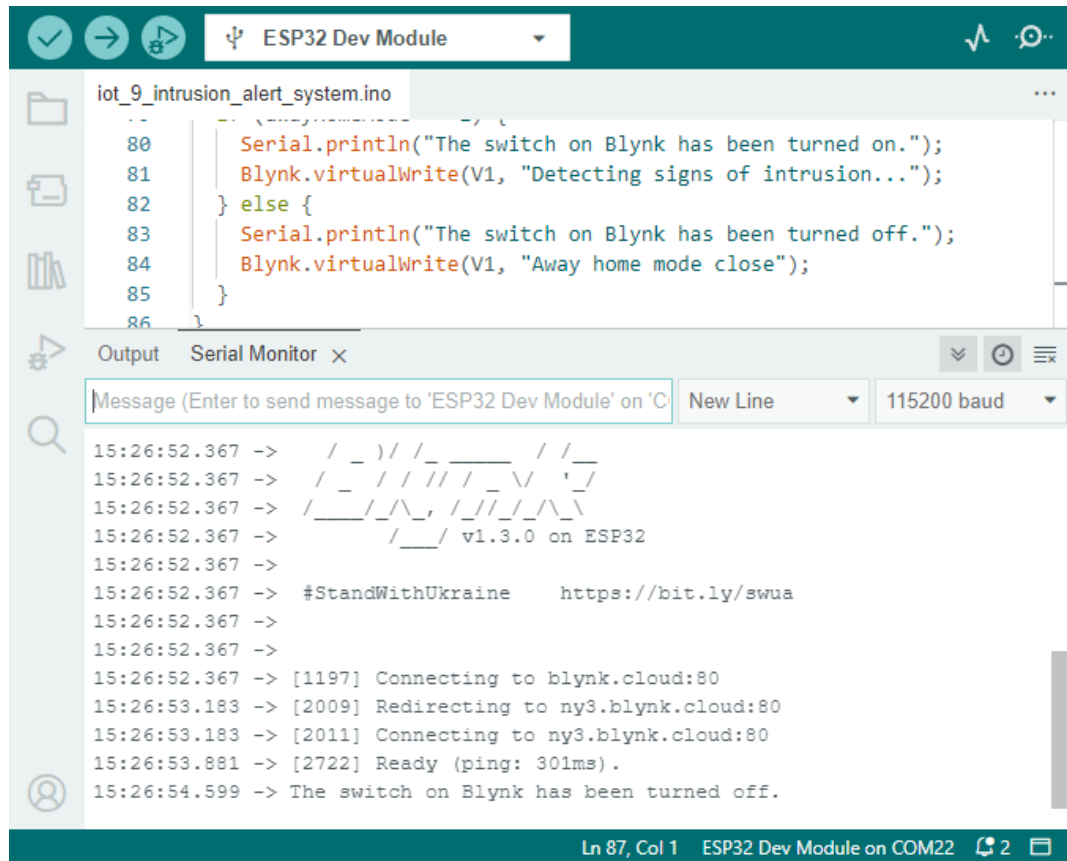 ESP32 Dev Module
iot_9_intrusion_alert_system.ino
80 Serial.println("The switch on Blynk has been turned on.");
81 Blynk.virtualWrite(V1, "Detecting signs of intrusion...");
82 } else {
83 Serial.println("The switch on Blynk has been turned off.");
84 Blynk.virtualWrite(V1, "Away home mode close");
85 }
86 }
Output Serial Monitor ×
Message (Enter to send message to 'ESP32 Dev Module' on 'C New Line 115200 baud
15:26:52.367 ->    / _ )/ /_ _____  / /__
15:26:52.367 ->   / _  / / // / _ \/  '_/
15:26:52.367 ->  /____/_/\_, /_//_/_/\_\
15:26:52.367 ->        /___/ v1.3.0 on ESP32
15:26:52.367 ->
15:26:52.367 ->  #StandWithUkraine    https://bit.ly/swua
15:26:52.367 ->
15:26:52.367 ->
15:26:52.367 -> [1197] Connecting to blynk.cloud:80
15:26:53.183 -> [2009] Redirecting to ny3.blynk.cloud:80
15:26:53.183 -> [2011] Connecting to ny3.blynk.cloud:80
15:26:53.881 -> [2722] Ready (ping: 301ms).
15:26:54.599 -> The switch on Blynk has been turned off.
Ln 87, Col 1 ESP32 Dev Module on COM22 2